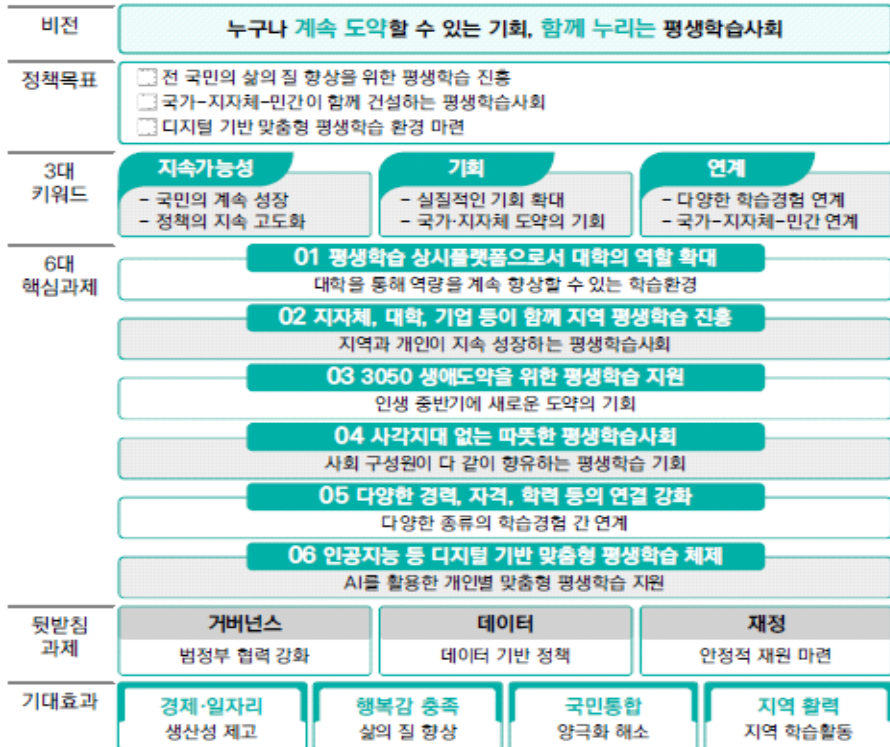 비전
누구나 계속 도약할 수 있는 기회, 함께 누리는 평생학습사회
정책목표
전 국민의 삶의 질 향상을 위한 평생학습 진흥
국가-지자체-민간이 함께 건설하는 평생학습사회
디지털 기반 맞춤형 평생학습 환경 마련
3대
키워드
지속가능성
- 국민의 계속 성장
- 정책의 지속 고도화
기회
- 실질적인 기회 확대
- 국가·지자체 도약의 기회
연계
- 다양한 학습경험 연계
- 국가-지자체-민간 연계
6대
핵심과제
01 평생학습 상시플랫폼으로서 대학의 역할 확대
대학을 통해 역량을 계속 향상할 수 있는 학습환경
02 지자체, 대학, 기업 등이 함께 지역 평생학습 진흥
지역과 개인이 지속 성장하는 평생학습사회
03 3050 생애도약을 위한 평생학습 지원
인생 중반기에 새로운 도약의 기회
04 사각지대 없는 따뜻한 평생학습사회
사회 구성원이 다 같이 향유하는 평생학습 기회
05 다양한 경력, 자격, 학력 등의 연결 강화
다양한 종류의 학습경험 간 연계
06 인공지능 등 디지털 기반 맞춤형 평생학습 체제
AI를 활용한 개인별 맞춤형 평생학습 지원
뒷받침
과제
거버넌스
범정부 협력 강화
데이터
데이터 기반 정책
재정
안정적 재원 마련
기대효과
경제·일자리
생산성 제고
행복감 충족
삶의 질 향상
국민통합
양극화 해소
지역 활력
지역 학습활동